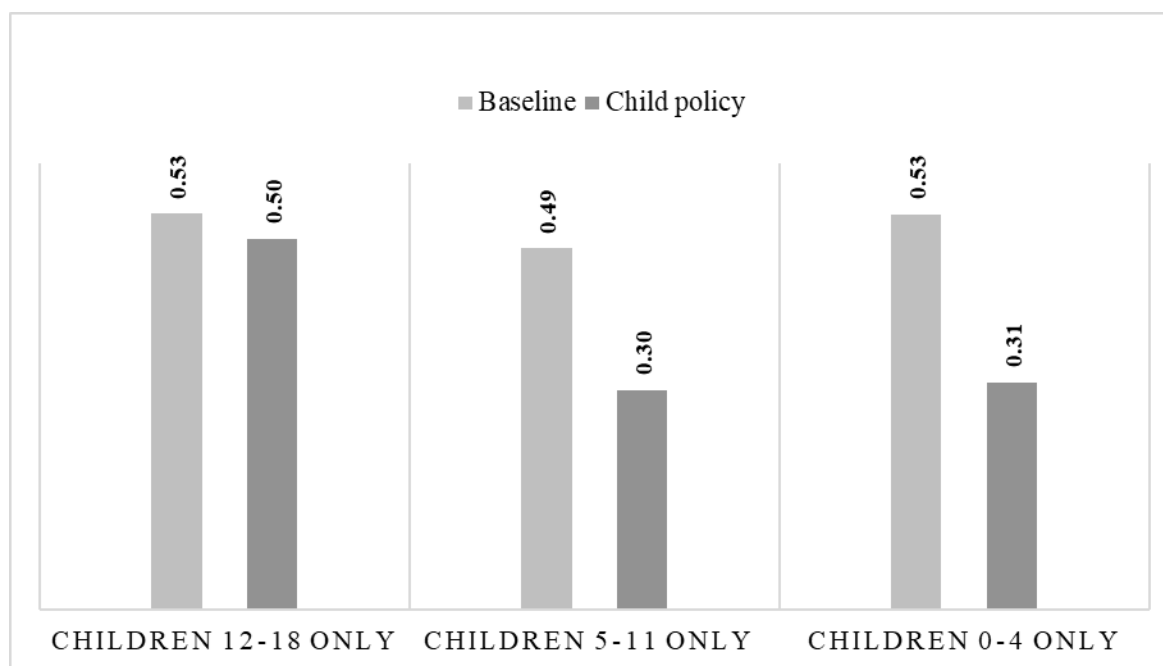 Baseline Child policy
0.53
0.50
0.49
0.30
0.53
0.31
CHILDREN 12-18 ONLY
CHILDREN 5-11 ONLY
CHILDREN 0-4 ONLY